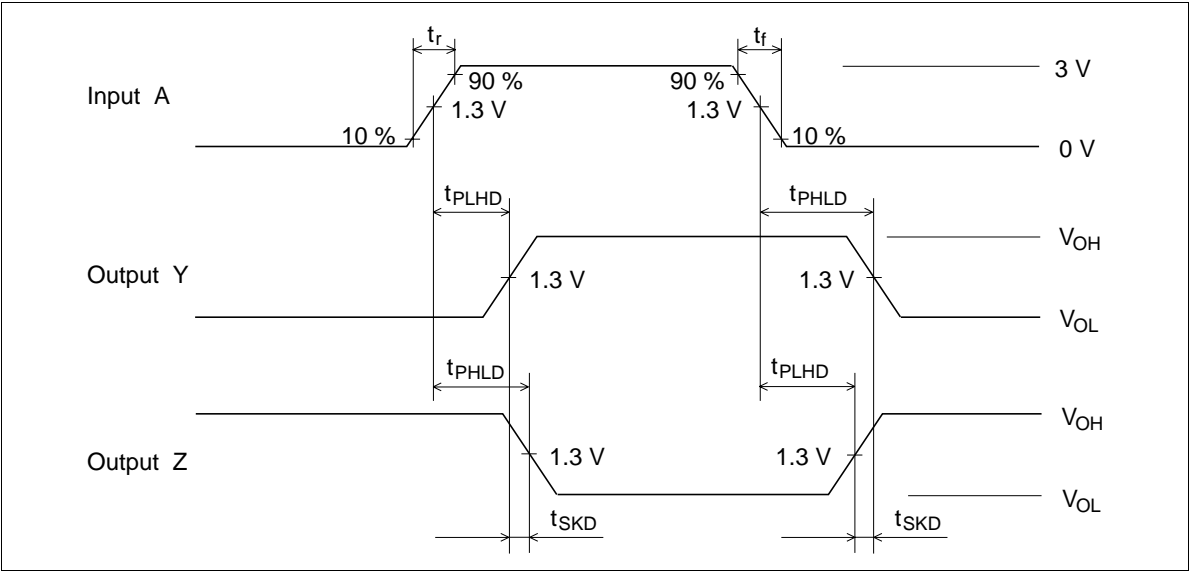 tr
tf
3 V
90 %
90 %
Input A
1.3 V
1.3 V
10 %
10 %
0 V
tPLHD
tPHLD
VOH
Output Y
1.3 V
1.3 V
VOL
tPHLD
tPLHD
VOH
Output Z
1.3 V
1.3 V
VOL
tSKD
tSKD